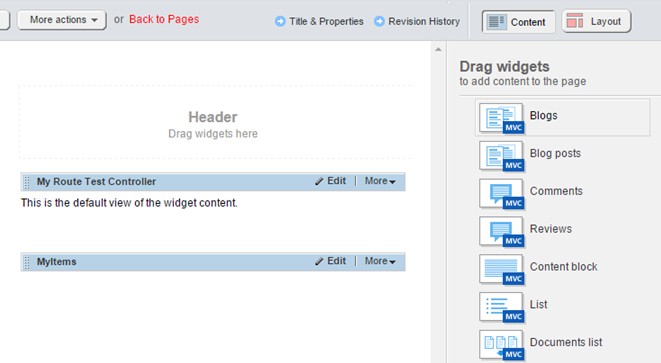 More actions or Back to Pages Title & Properties Revision History Content Layout
Header
Drag widgets here
My Route Test Controller Edit More
This is the default view of the widget content.
MyItems Edit More
Drag widgets
to add content to the page
MVC Blogs
MVC Blog posts
MVC Comments
MVC Reviews
MVC Content block
MVC List
MVC Documents list